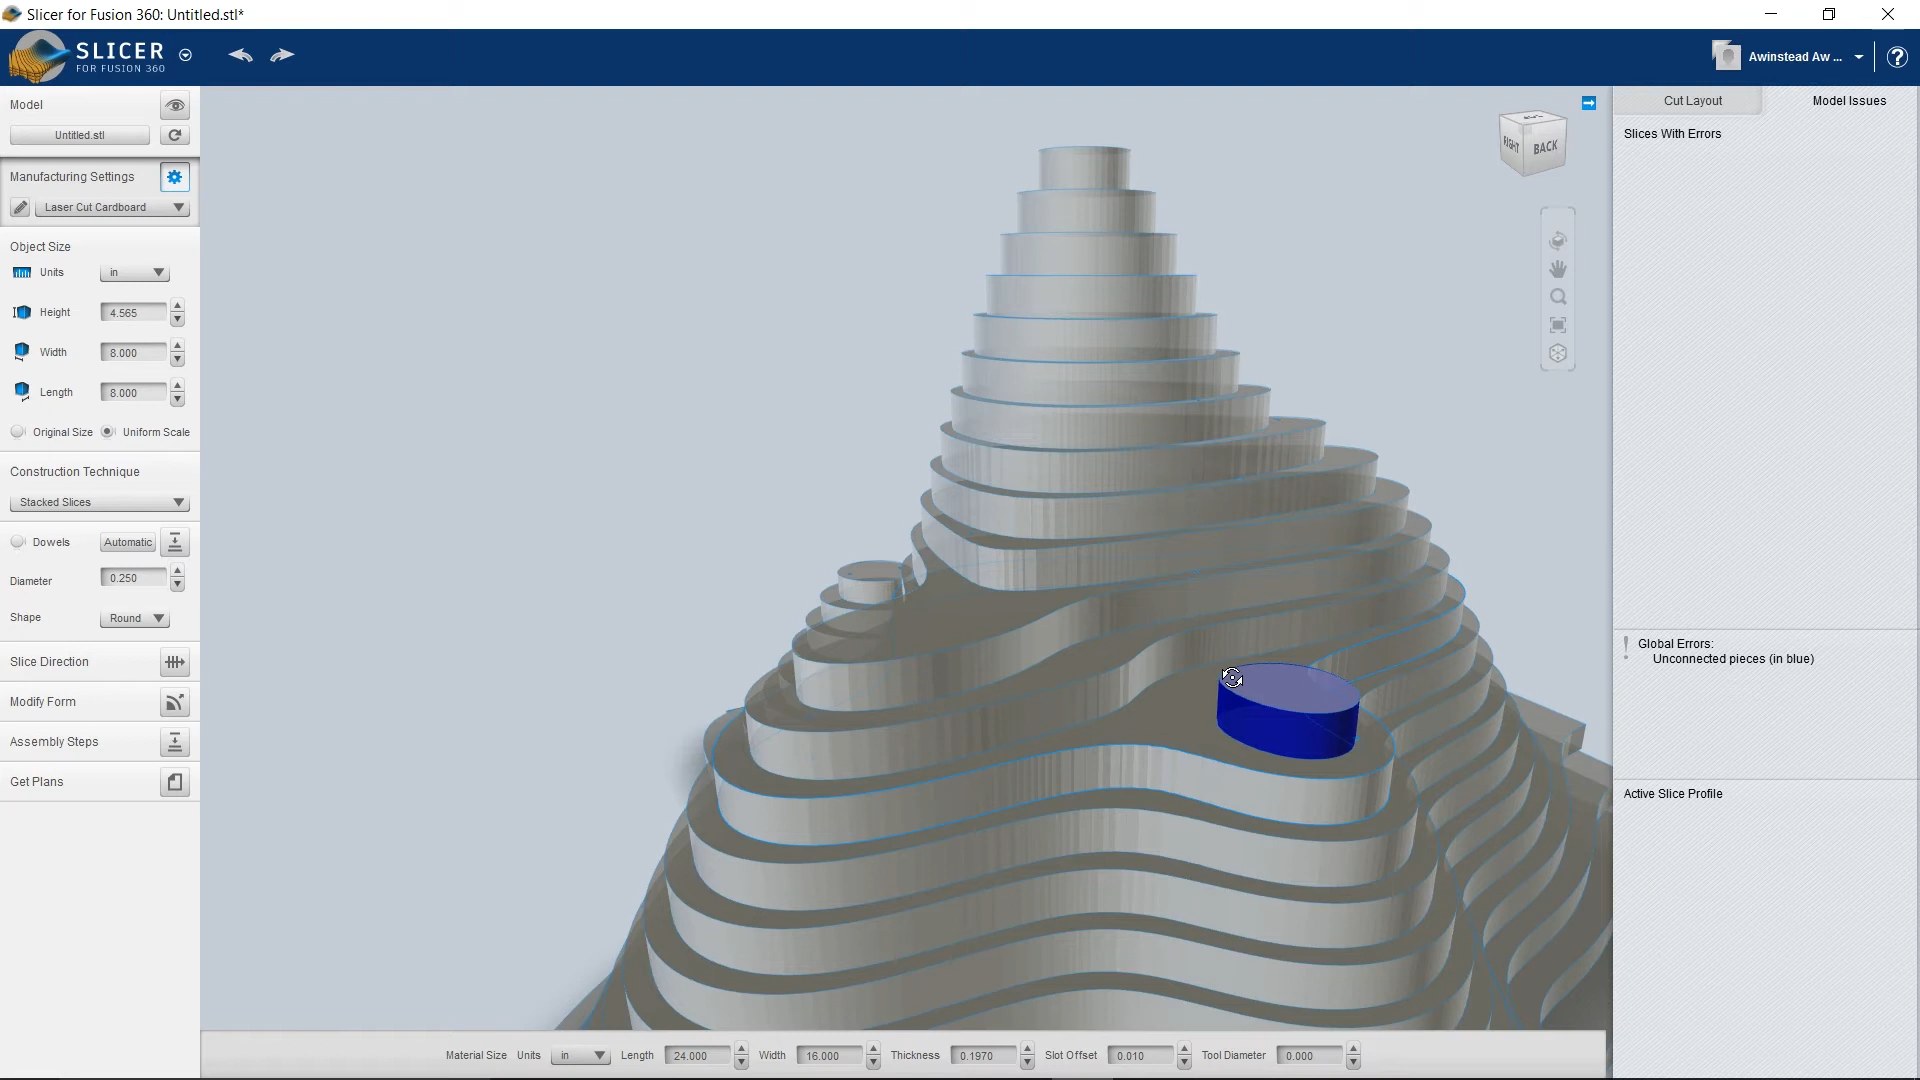 Slicer for Fusion 360: Untitled.stl*
SLICER
FOR FUSION 360
Awinstead Aw ...
?
Model
Untitled.stl
Manufacturing Settings
Laser Cut Cardboard
Object Size
Units in
Height 4.565
Width 8.000
Length 8.000
Original Size Uniform Scale
Construction Technique
Stacked Slices
Dowels Automatic
Diameter 0.250
Shape Round
Slice Direction
Modify Form
Assembly Steps
Get Plans
RIGHT BACK
Cut Layout Model Issues
Slices With Errors
! Global Errors:
Unconnected pieces (in blue)
Active Slice Profile
Material Size Units in Length 24.000 Width 16.000 Thickness 0.1970 Slot Offset 0.010 Tool Diameter 0.000